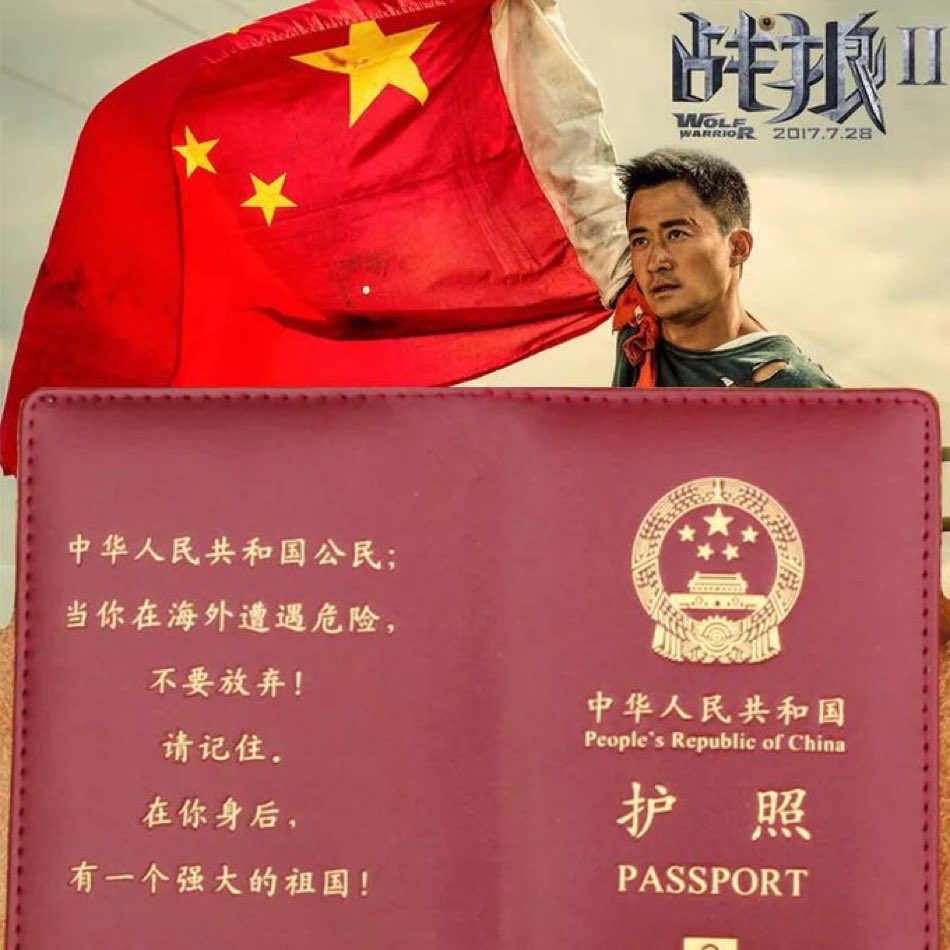 战狼II
WOLF
WARRIOR
2017.7.28
中华人民共和国公民；
当你在海外遭遇危险，
不要放弃！
请记住．
在你身后，
有一个强大的祖国！
中华人民共和国
People's Republic of China
护 照
PASSPORT